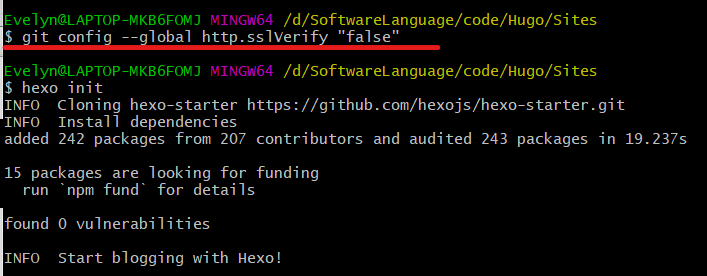 Evelyn@LAPTOP-MKB6FOMJ MINGW64 /d/SoftwareLanguage/code/Hugo/Sites
$ git config --global http.sslVerify "false"
Evelyn@LAPTOP-MKB6FOMJ MINGW64 /d/SoftwareLanguage/code/Hugo/Sites
$ hexo init
INFO  Cloning hexo-starter https://github.com/hexojs/hexo-starter.git
INFO  Install dependencies
added 242 packages from 207 contributors and audited 243 packages in 19.237s
15 packages are looking for funding
  run `npm fund` for details
found 0 vulnerabilities
INFO  Start blogging with Hexo!